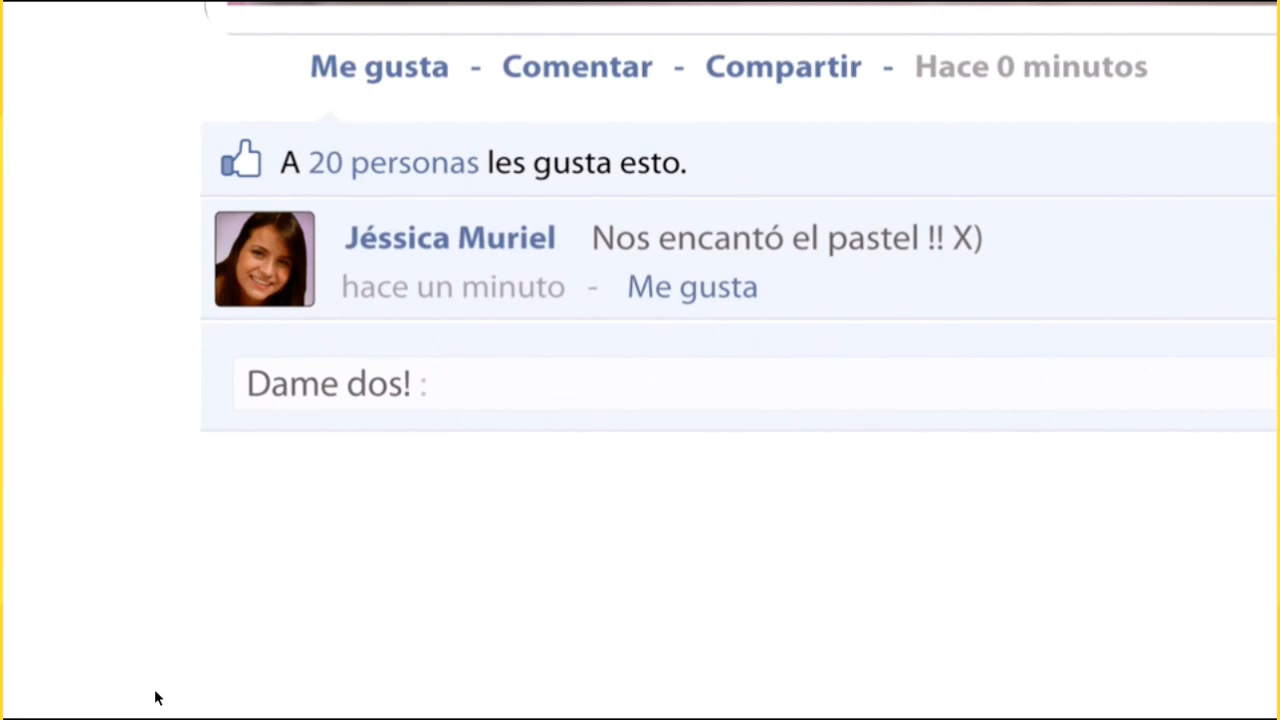 Me gusta - Comentar - Compartir - Hace 0 minutos
A 20 personas les gusta esto.
Jéssica Muriel Nos encantó el pastel !! X)
hace un minuto - Me gusta
Dame dos! :